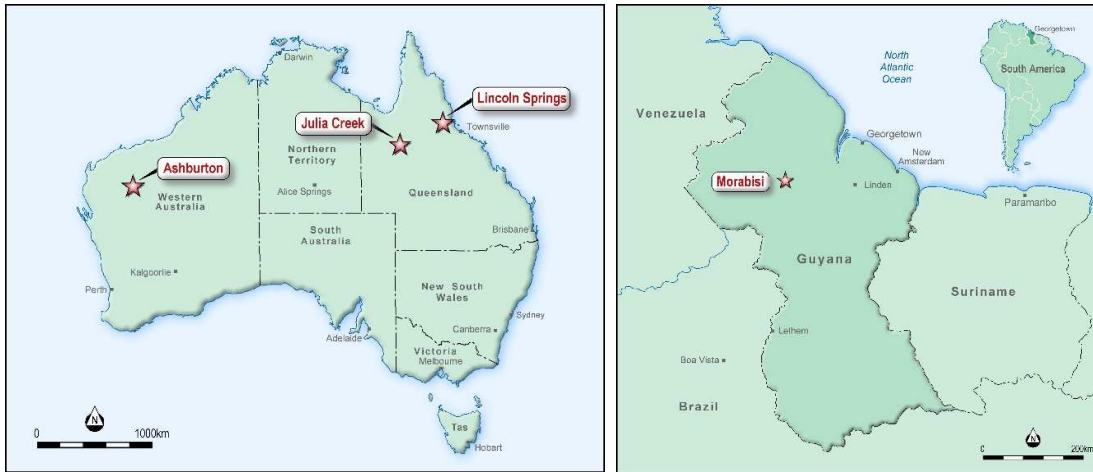 Darwin
Lincoln Springs
Julia Creek
Townsville
Northern
Territory
Ashburton
Alice Springs
Queensland
Western
Australia
South
Australia
Brisbane
Kalgoorlie
Perth
New South
Wales
Sydney
Canberra
Adelaide
Victoria
Melbourne
N
0
1000km
Tas
Hobart
Georgetown
South America
North
Atlantic
Ocean
Venezuela
Georgetown
New
Amsterdam
Morabisi
Linden
Paramaribo
Guyana
Suriname
Lethem
Boa Vista
Brazil
N
0
200km